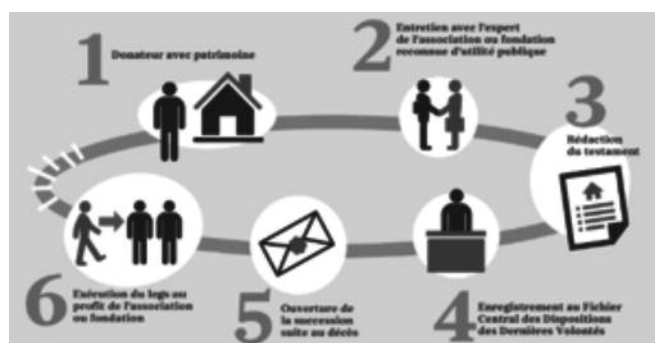 1
Donateur avec patrimoine
2
Entretien avec l'expert
de l'association ou fondation
reconnue d'utilité publique
3
Rédaction
du testament
4
Enregistrement au Fichier
Central des Dispositions
des Dernières Volontés
5
Ouverture de
la succession
suite au décès
6
Exécution du legs au
profit de l'association
ou fondation